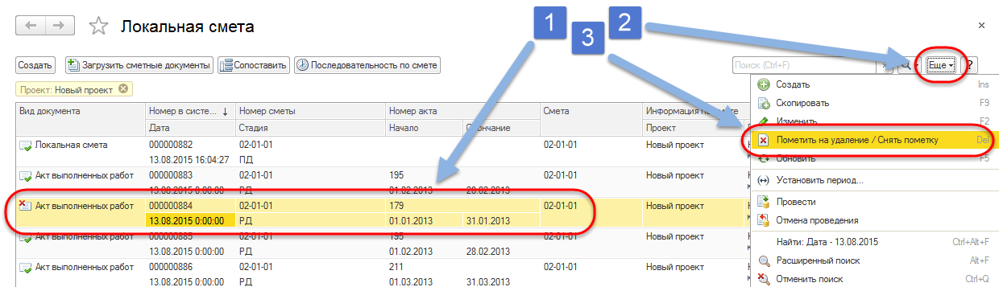 1
2
3
Локальная смета
Создать Загрузить сметные документы Сопоставить Последовательность по смете Поиск (Ctrl+F) Еще ?
Проект: Новый проект
Вид документа Номер в систе... ↓ Номер сметы Номер акта Смета
Дата Стадия Начало Проект
Локальная смета 000000882 02-01-01 02-01-01 Новый проект
13.08.2015 16:04:27 ПД
Акт выполненных работ 000000883 02-01-01 195 02-01-01 Новый проект
13.08.2015 0:00:00 РД 01.02.2013 28.02.2013
Акт выполненных работ 000000884 02-01-01 179 02-01-01 Новый проект
13.08.2015 0:00:00 РД 01.01.2013 31.01.2013
Акт выполненных работ 000000885 02-01-01 195 02-01-01 Новый проект
13.08.2015 0:00:00 РД 01.02.2013 28.02.2013
Акт выполненных работ 000000886 02-01-01 211 02-01-01 Новый проект
13.08.2015 0:00:00 РД 01.03.2013 31.03.2013
Создать Ins
Скопировать F9
Изменить F2
Пометить на удаление / Снять пометку Del
Обновить F5
Установить период...
Провести
Отмена проведения
Найти: Дата - 13.08.2015 Ctrl+Alt+F
Расширенный поиск Alt+F
Отменить поиск Ctrl+Q